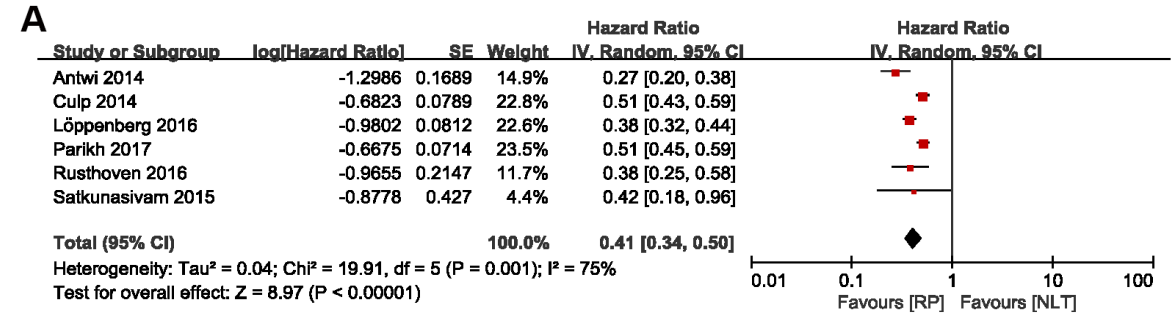 A
Hazard Ratio Hazard Ratio
Study or Subgroup log[Hazard Ratio] SE Weight IV, Random, 95% CI IV, Random, 95% CI
Antwi 2014 -1.2986 0.1689 14.9% 0.27 [0.20, 0.38]
Culp 2014 -0.6823 0.0789 22.8% 0.51 [0.43, 0.59]
Löppenberg 2016 -0.9802 0.0812 22.6% 0.38 [0.32, 0.44]
Parikh 2017 -0.6675 0.0714 23.5% 0.51 [0.45, 0.59]
Rusthoven 2016 -0.9655 0.2147 11.7% 0.38 [0.25, 0.58]
Satkunasivam 2015 -0.8778 0.427 4.4% 0.42 [0.18, 0.96]
Total (95% CI) 100.0% 0.41 [0.34, 0.50]
Heterogeneity: Tau² = 0.04; Chi² = 19.91, df = 5 (P = 0.001); I² = 75%
Test for overall effect: Z = 8.97 (P < 0.00001)
0.01 0.1 1 10 100
Favours [RP] Favours [NLT]